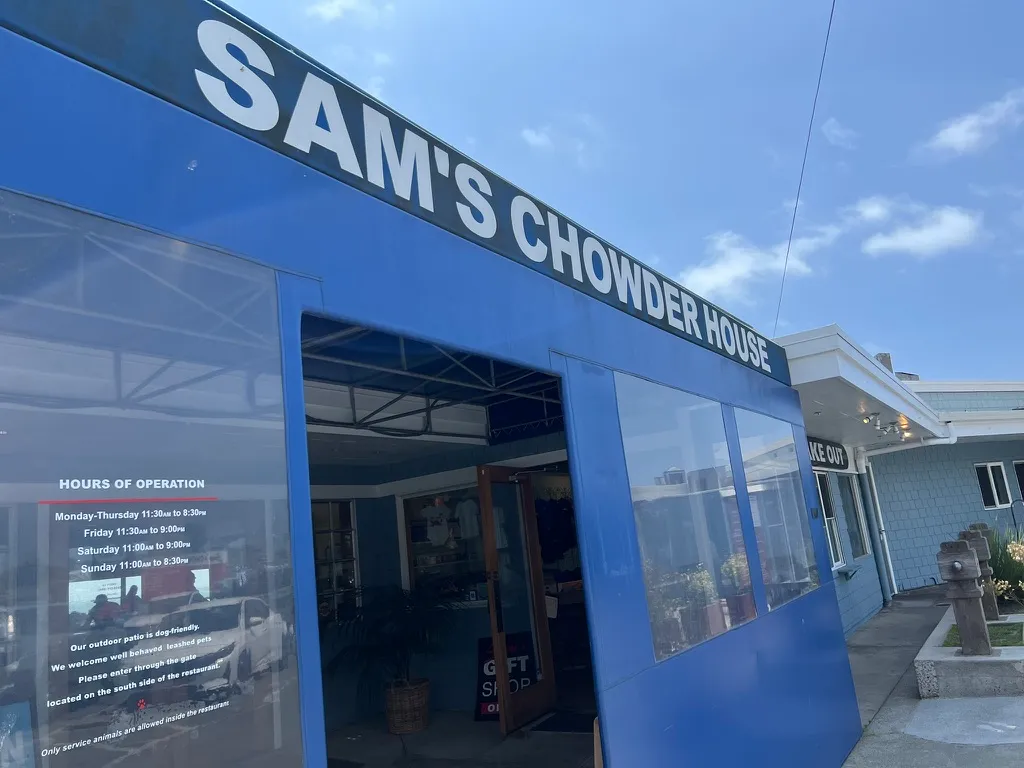 SAM'S CHOWDER HOUSE
KE OUT
HOURS OF OPERATION
Monday-Thursday 11:30AM to 8:30PM
Friday 11:30AM to 9:00PM
Saturday 11:00AM to 9:00PM
Sunday 11:00AM to 8:30PM
Our outdoor patio is dog-friendly.
We welcome well behaved leashed pets
Please enter through the gate
located on the south side of the restaurant."
Only service animals are allowed inside the restaurant
GIFT
SHOP